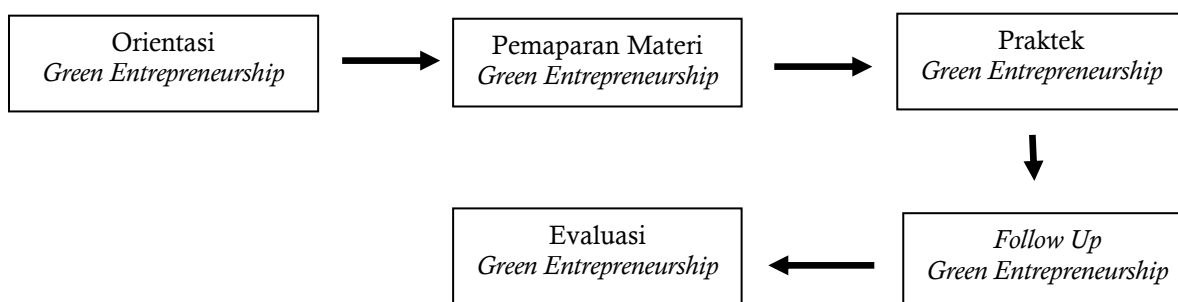 Orientasi
Green Entrepreneurship
Pemaparan Materi
Green Entrepreneurship
Praktek
Green Entrepreneurship
Follow Up
Green Entrepreneurship
Evaluasi
Green Entrepreneurship